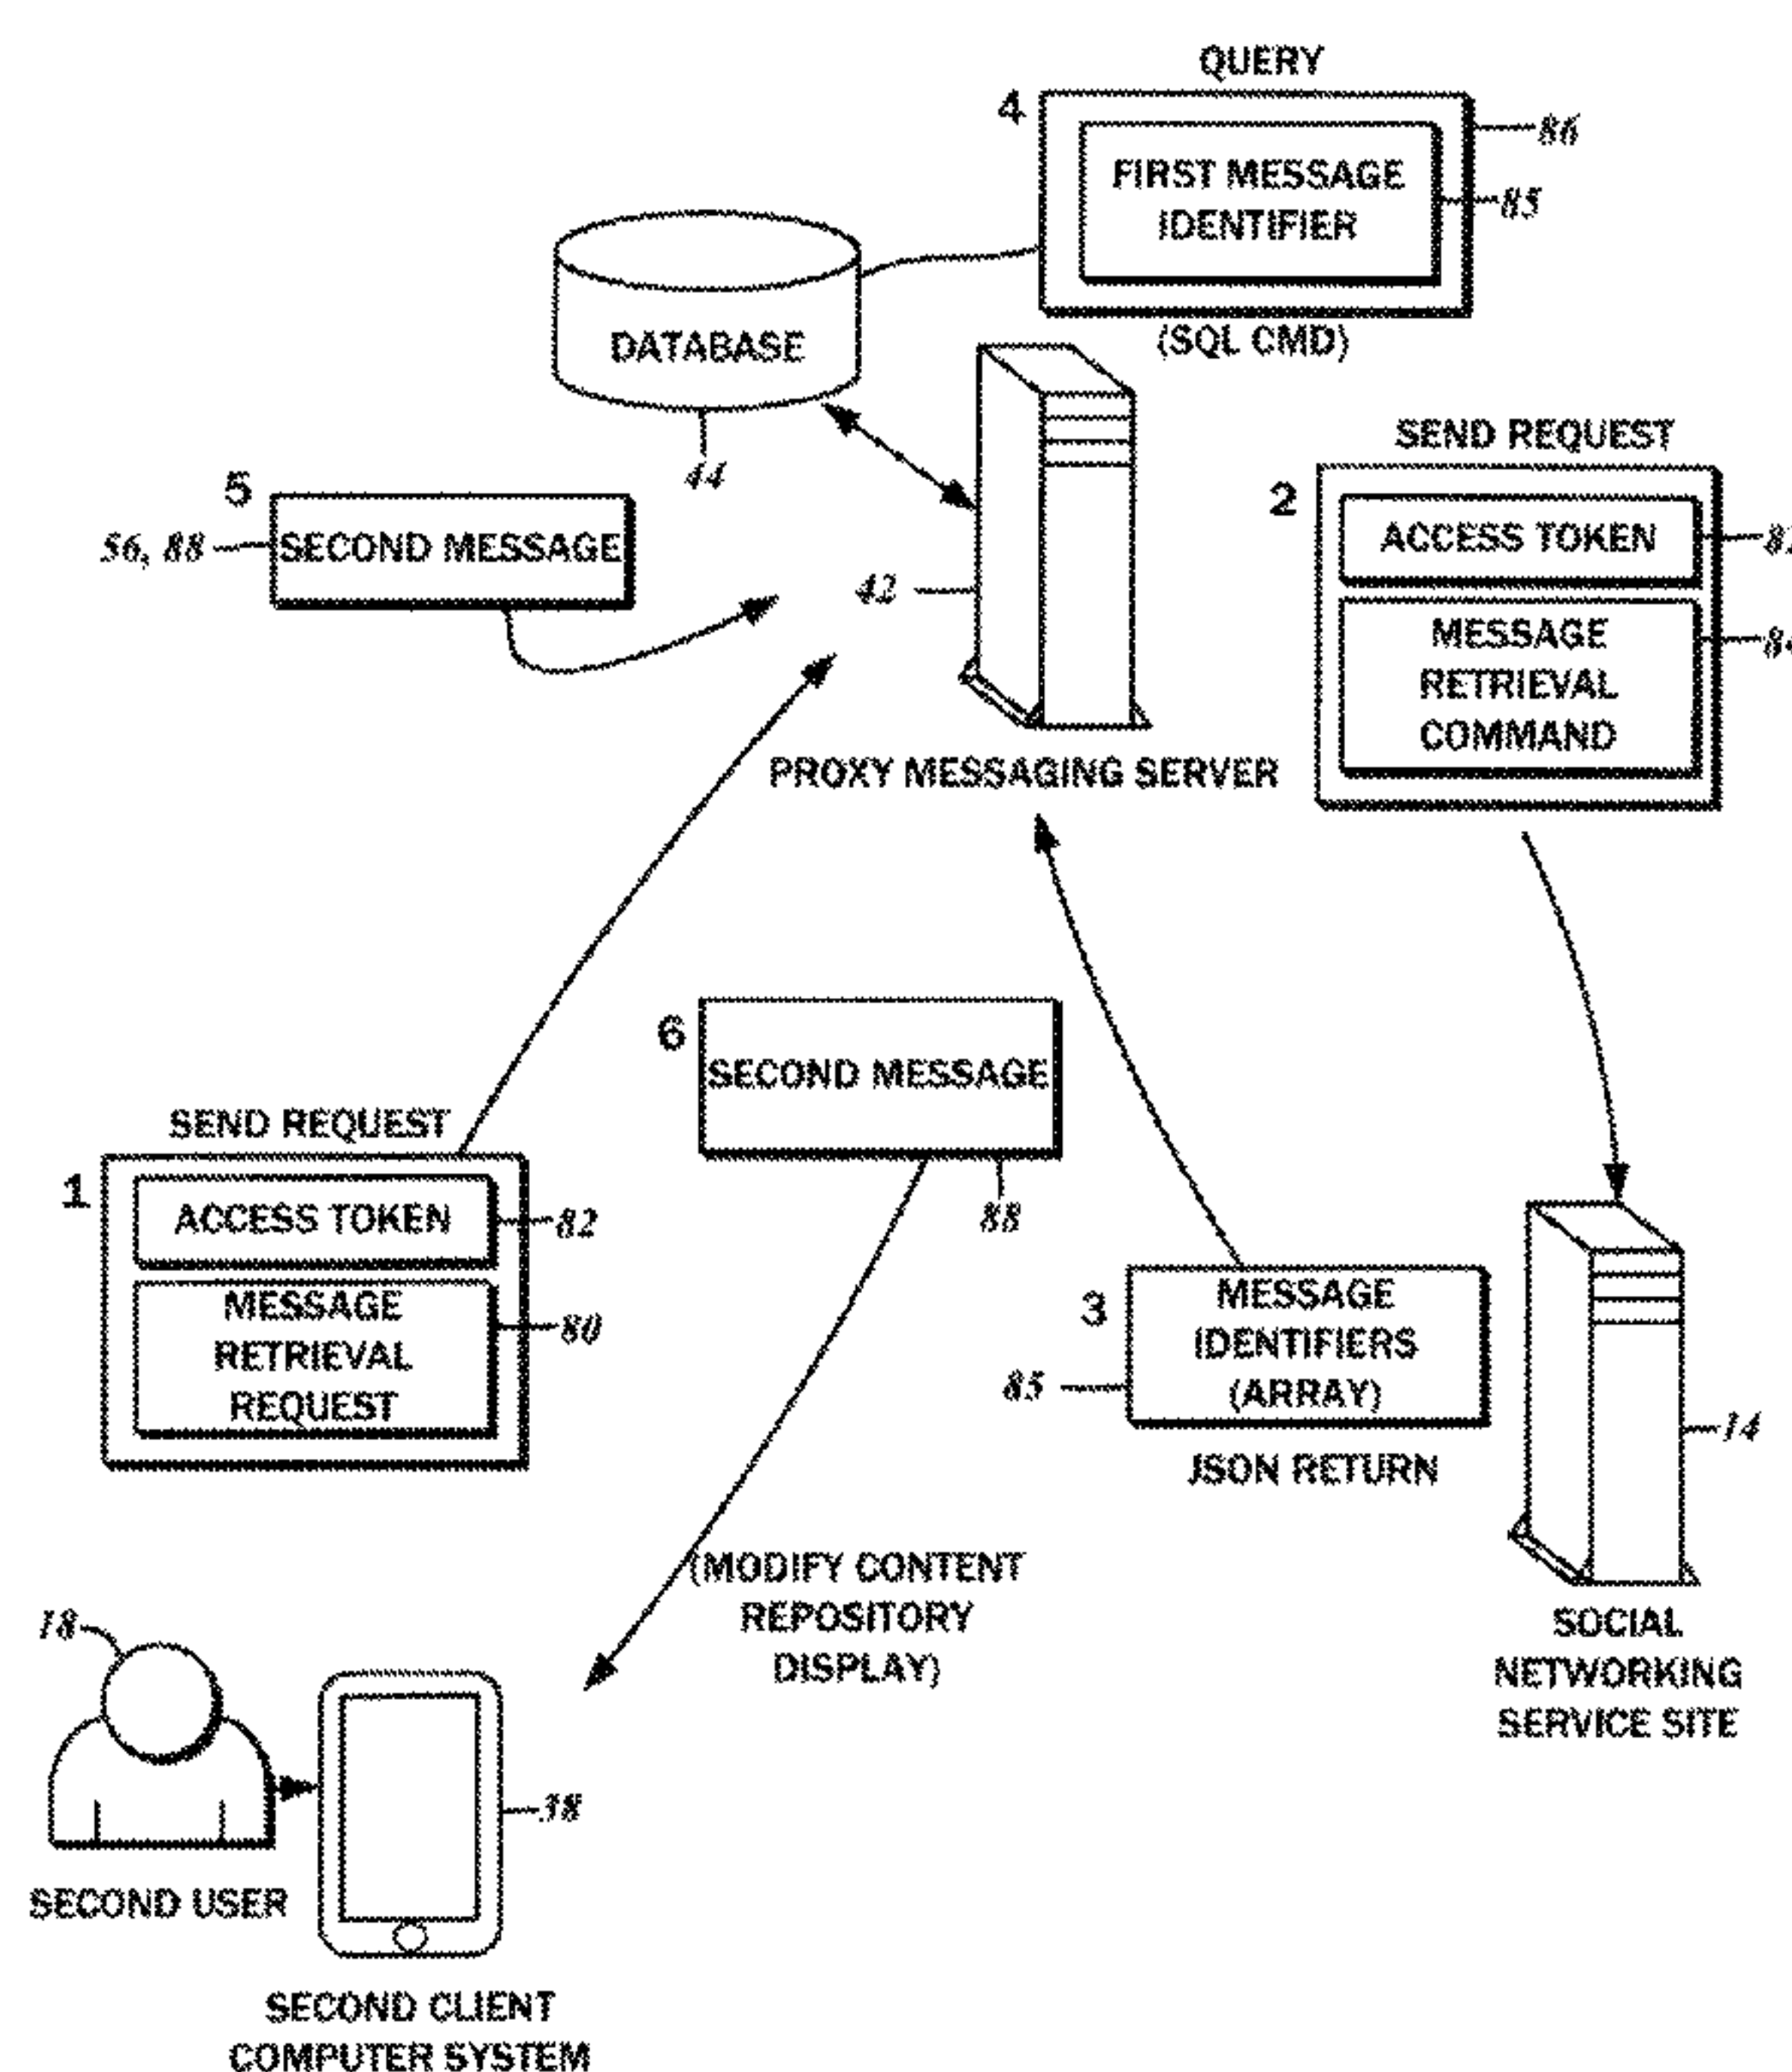 QUERY
4
86
FIRST MESSAGE
IDENTIFIER
85
(SQL CMD)
DATABASE
44
SEND REQUEST
2
ACCESS TOKEN
MESSAGE
RETRIEVAL
COMMAND
5
56, 88
SECOND MESSAGE
42
PROXY MESSAGING SERVER
6
SECOND MESSAGE
88
SEND REQUEST
1
ACCESS TOKEN
82
MESSAGE
RETRIEVAL
REQUEST
80
3
MESSAGE
IDENTIFIERS
(ARRAY)
85
JSON RETURN
14
SOCIAL
NETWORKING
SERVICE SITE
(MODIFY CONTENT
REPOSITORY
DISPLAY)
18
38
SECOND USER
SECOND CLIENT
COMPUTER SYSTEM